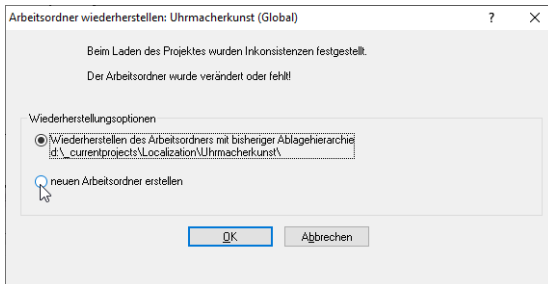 Arbeitsordner wiederherstellen: Uhrmacherkunst (Global)
Beim Laden des Projektes wurden Inkonsistenzen festgestellt.
Der Arbeitsordner wurde verändert oder fehlt!
Wiederherstellungsoptionen
Wiederherstellen des Arbeitsordners mit bisheriger Ablagehierarchie
d:\_currentprojects\Localization\Uhrmacherkunst\
neuen Arbeitsordner erstellen
OK Abbrechen